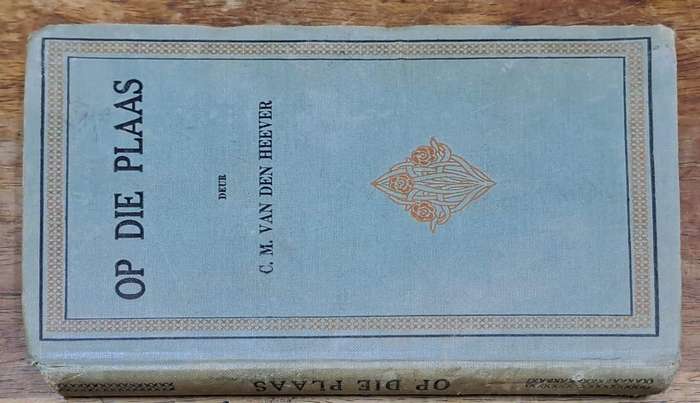 OP DIE PLAAS
DEUR
C. M. VAN DEN HEEVER
OP DIE PLAAS